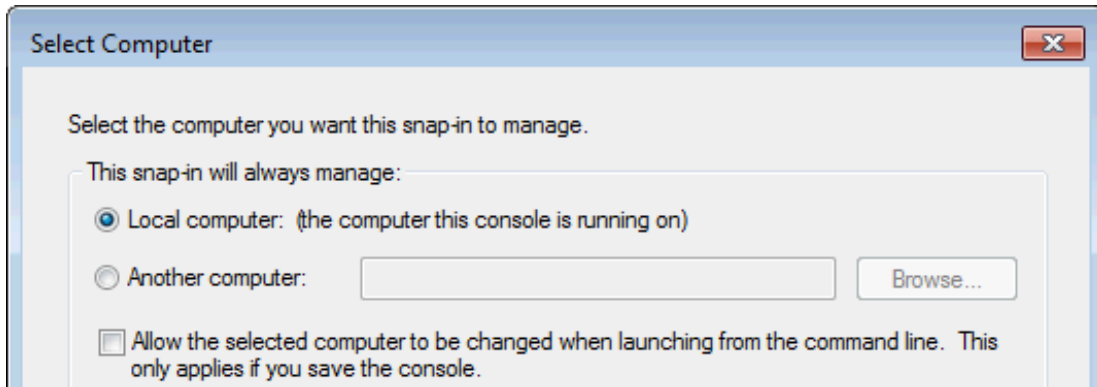 Select Computer
Select the computer you want this snap-in to manage.
This snap-in will always manage:
Local computer: (the computer this console is running on)
Another computer:
Browse...
Allow the selected computer to be changed when launching from the command line. This
only applies if you save the console.